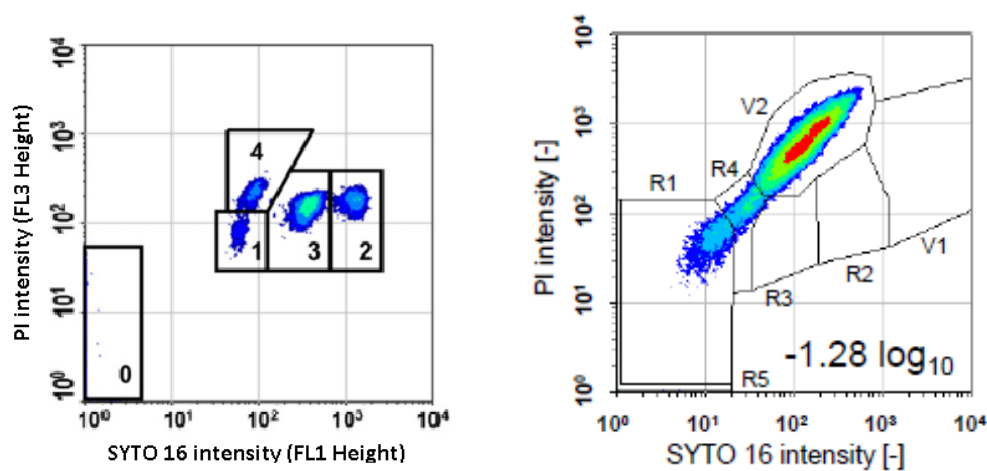 PI intensity (FL3 Height)
10⁴
10³
10²
10¹
10⁰
4
1
3
2
0
10⁰ 10¹ 10² 10³ 10⁴
SYTO 16 intensity (FL1 Height)
PI intensity [-]
10⁴
10³
10²
10¹
10⁰
V2
R4
R1
V1
R2
R3
-1.28 log₁₀
R5
10⁰ 10¹ 10² 10³ 10⁴
SYTO 16 intensity [-]